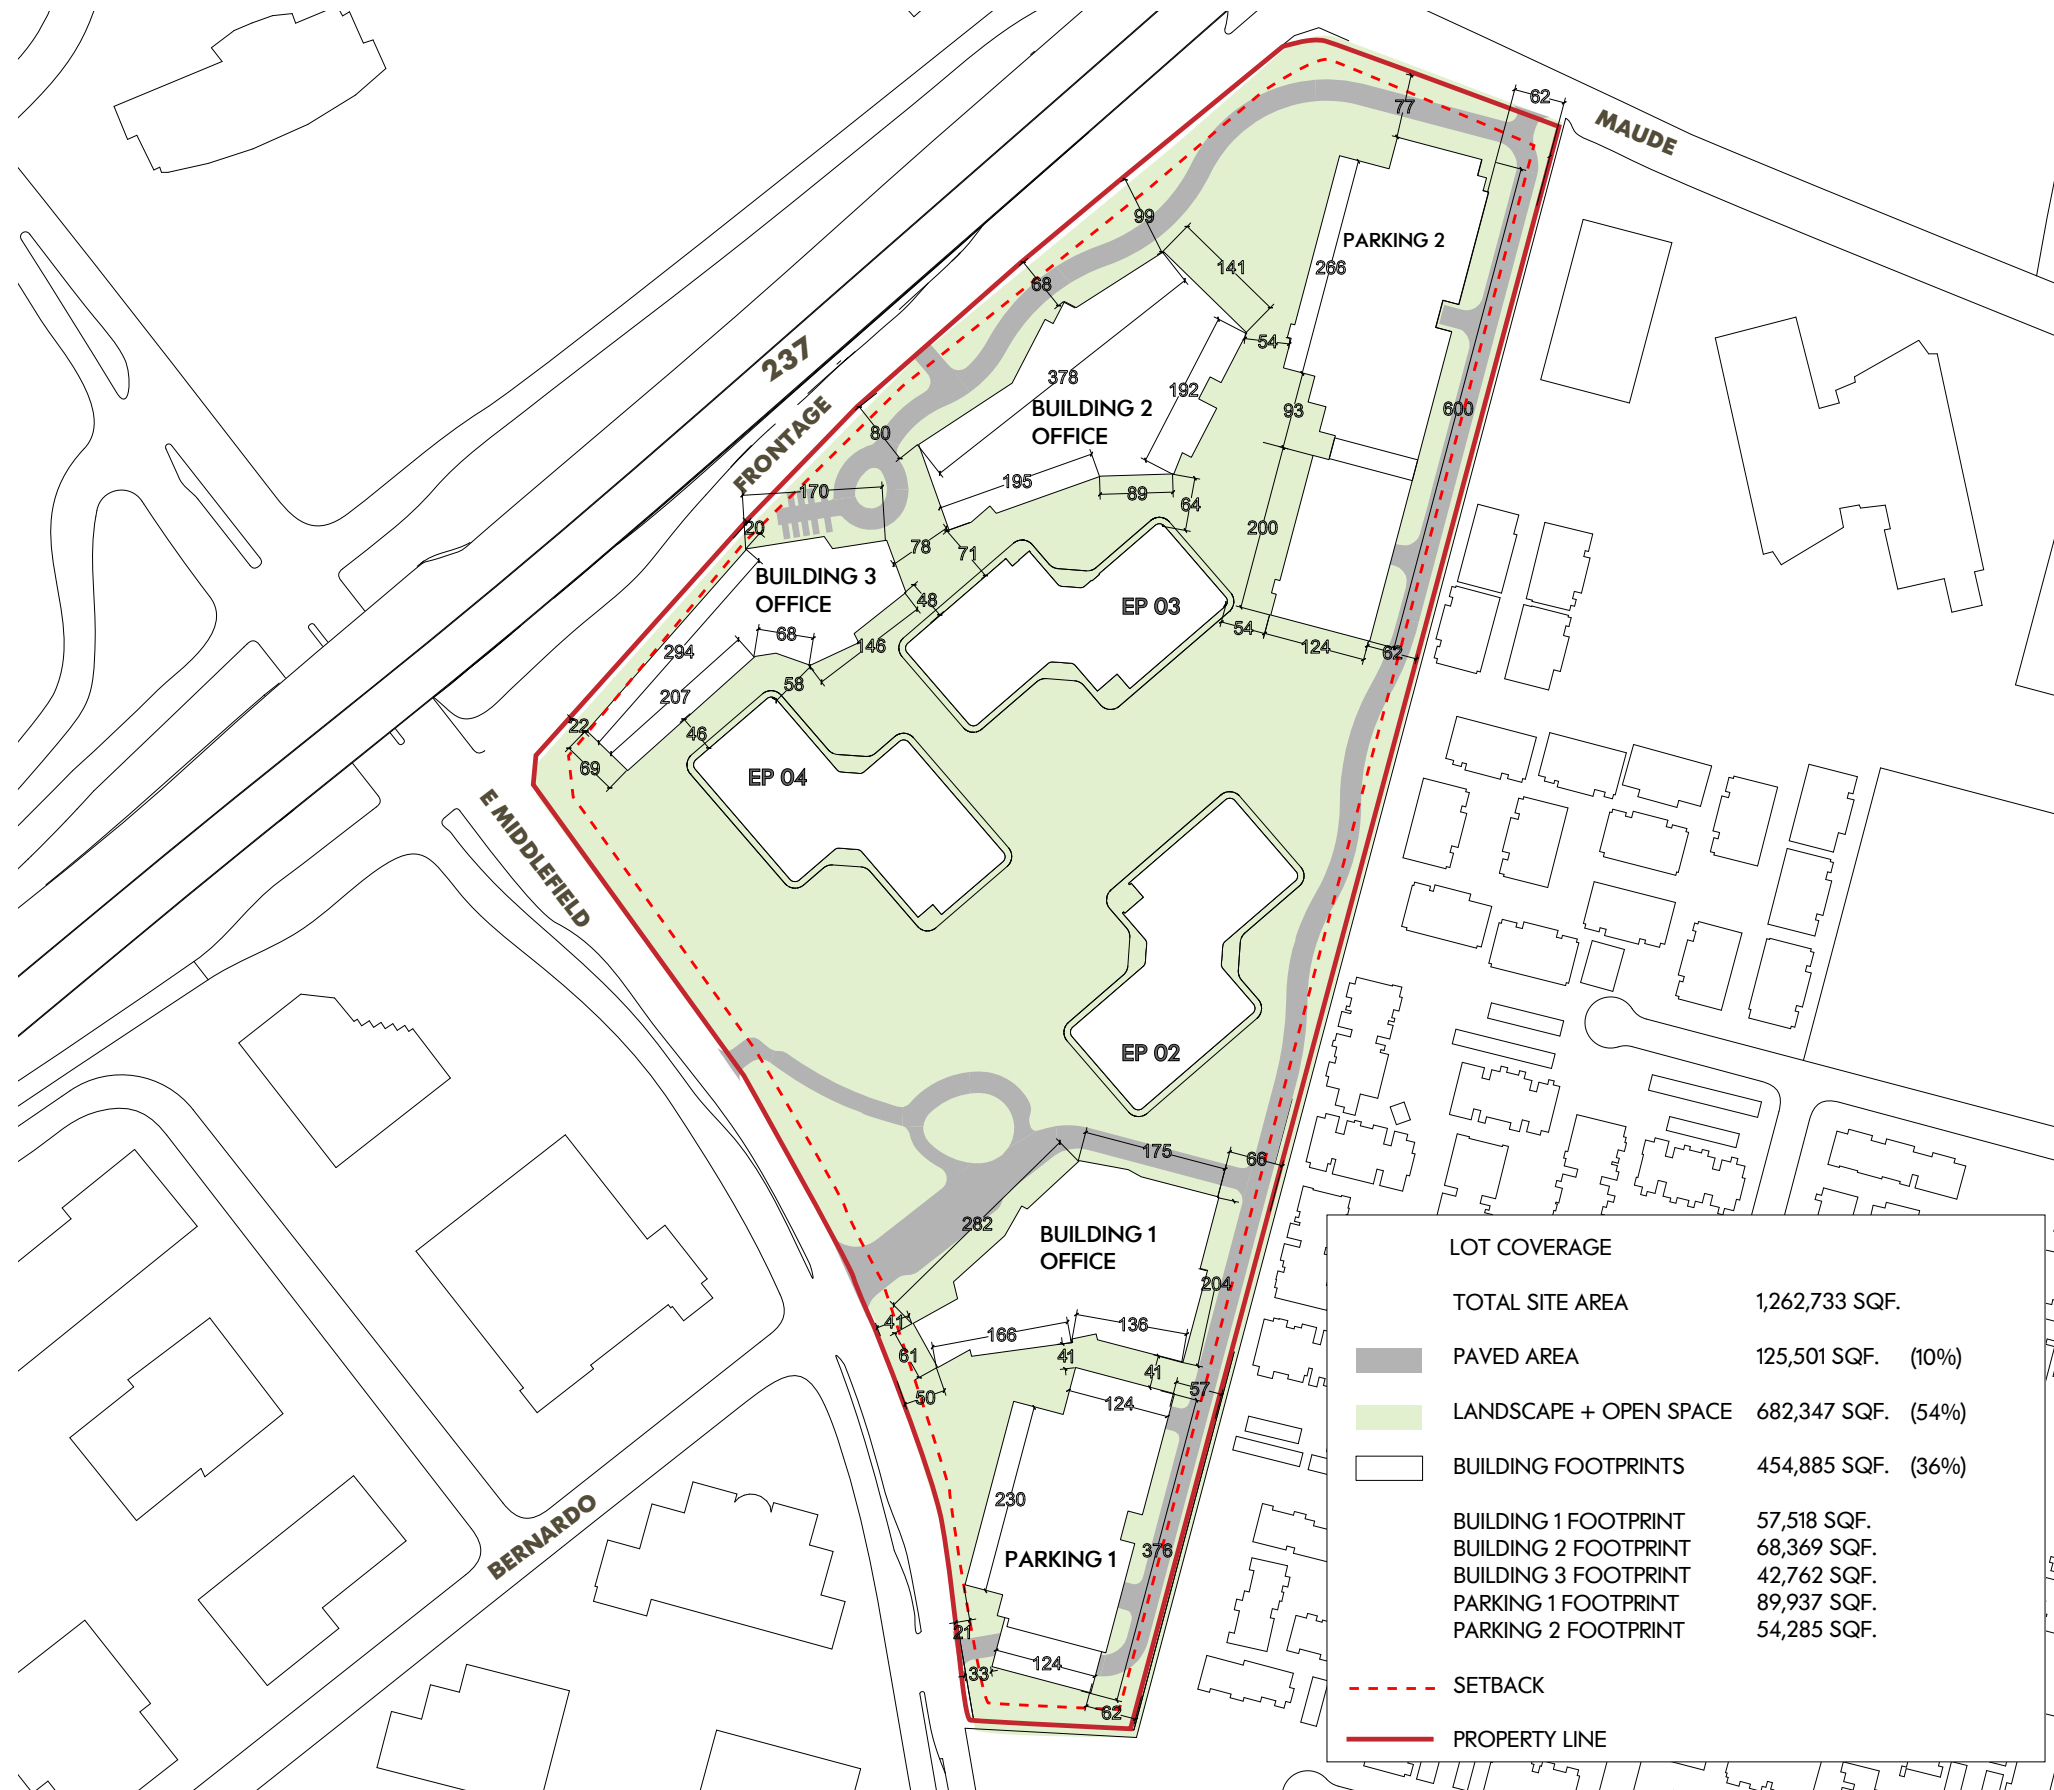 62
77
MAUDE
99
PARKING 2
141
266
68
237
54
378
192
BUILDING 2
OFFICE
93
600
FRONTAGE
80
195
89
170
64
20
200
78
71
BUILDING 3
OFFICE
48
EP 03
68
54
294
146
124
62
58
207
22
46
69
EP 04
E MIDDLEFIELD
EP 02
175
66
282
BUILDING 1
OFFICE
204
41
166
136
61
41
41
57
50
124
230
BERNARDO
376
PARKING 1
21
124
33
62
LOT COVERAGE
TOTAL SITE AREA 1,262,733 SQF.
PAVED AREA 125,501 SQF. (10%)
LANDSCAPE + OPEN SPACE 682,347 SQF. (54%)
BUILDING FOOTPRINTS 454,885 SQF. (36%)
BUILDING 1 FOOTPRINT 57,518 SQF.
BUILDING 2 FOOTPRINT 68,369 SQF.
BUILDING 3 FOOTPRINT 42,762 SQF.
PARKING 1 FOOTPRINT 89,937 SQF.
PARKING 2 FOOTPRINT 54,285 SQF.
SETBACK
PROPERTY LINE